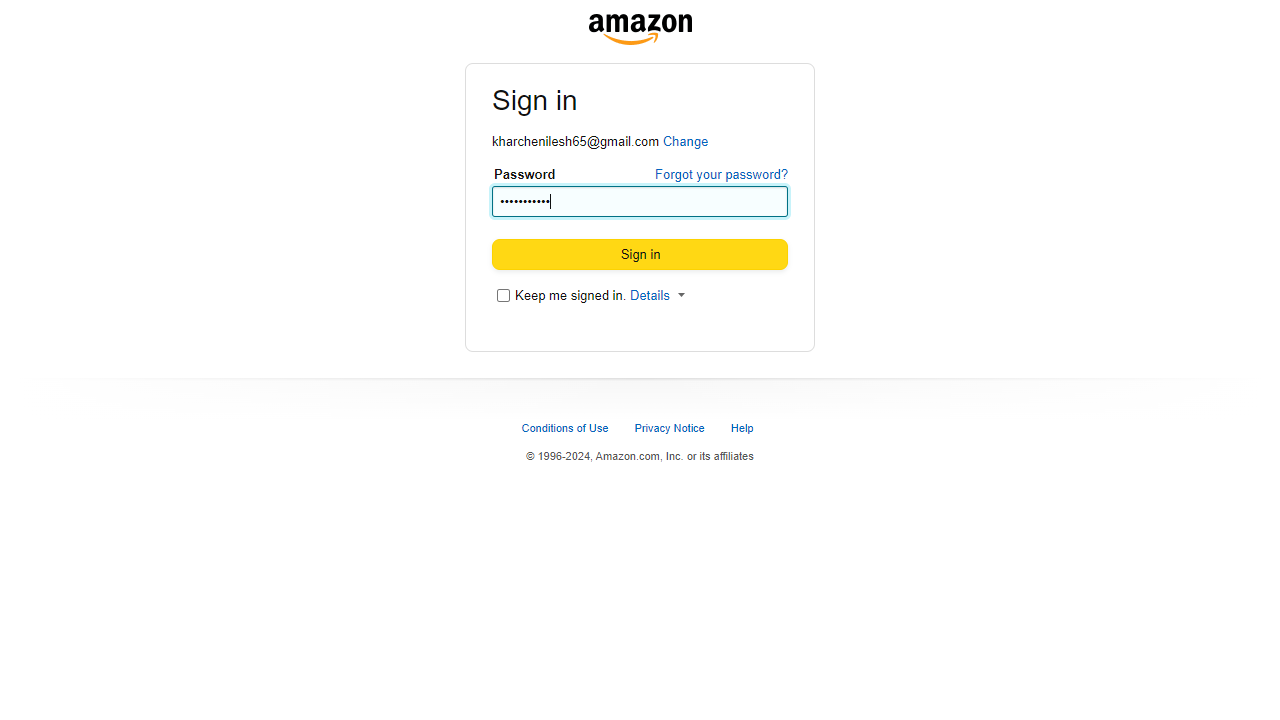 amazon
Sign in
kharchenilesh65@gmail.com Change
Password Forgot your password?
•••••••••••
Sign in
Keep me signed in. Details
Conditions of Use Privacy Notice Help
© 1996-2024, Amazon.com, Inc. or its affiliates